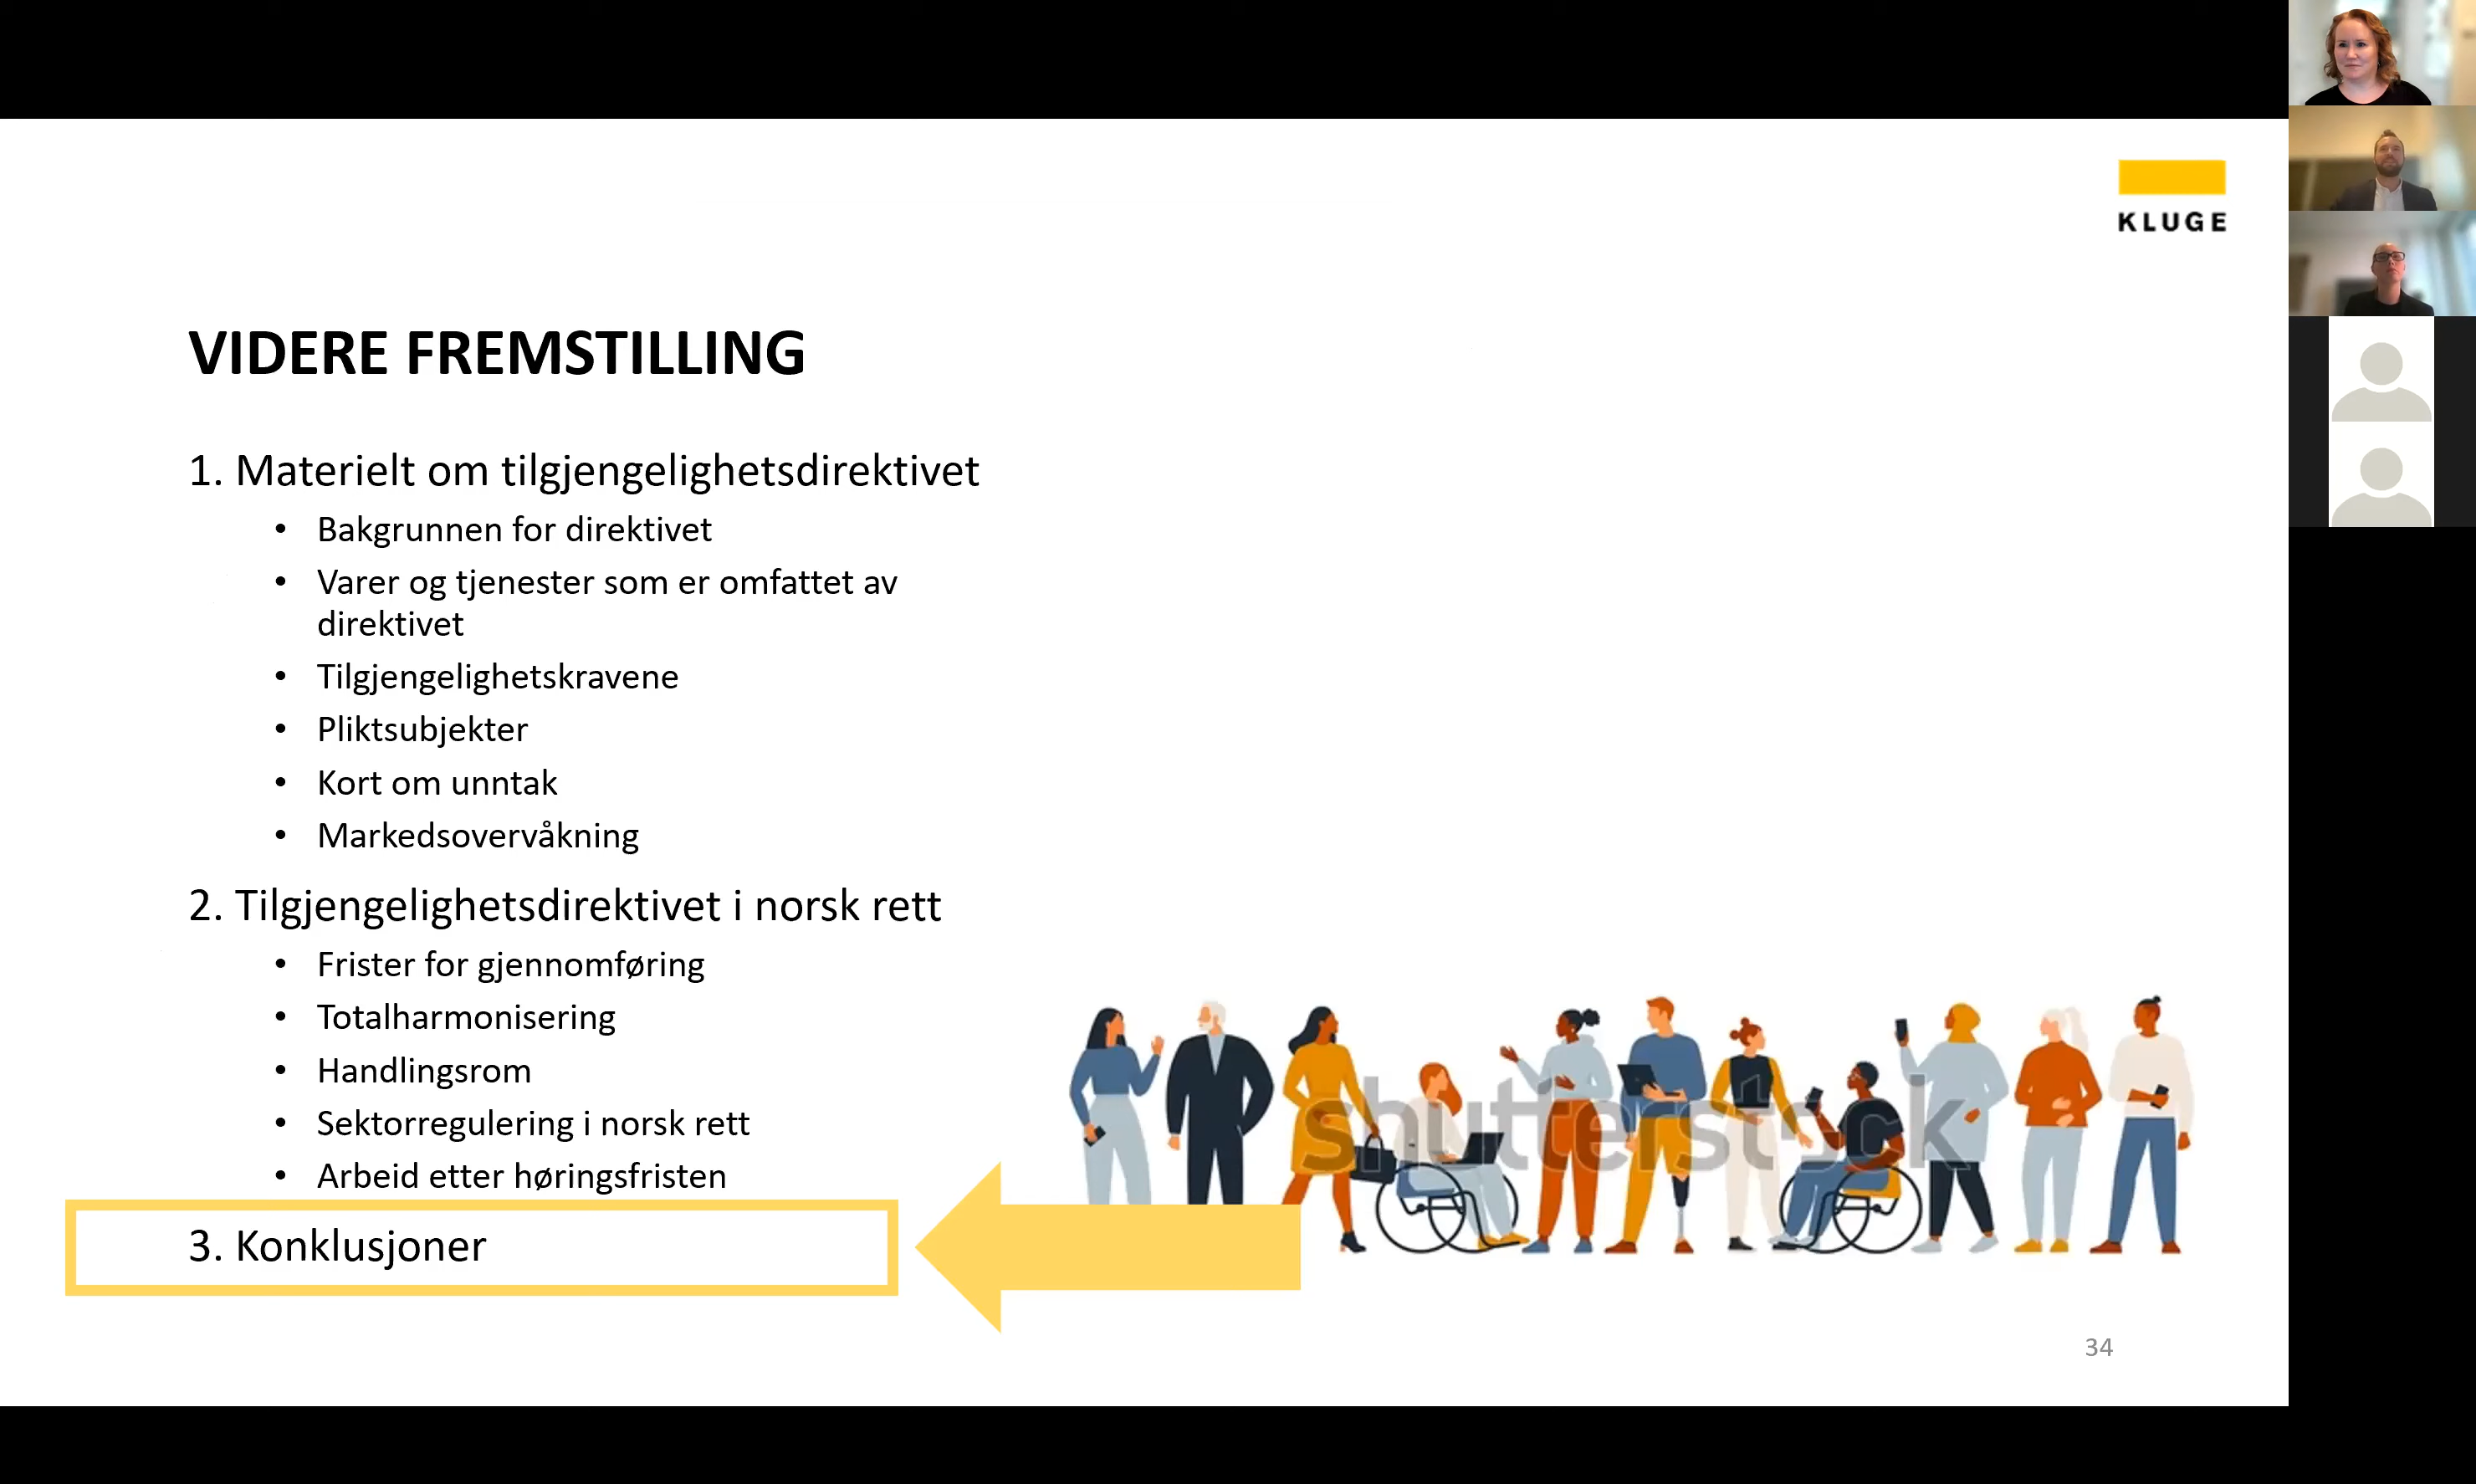 KLUGE
VIDERE FREMSTILLING
1. Materielt om tilgjengelighetsdirektivet
• Bakgrunnen for direktivet
• Varer og tjenester som er omfattet av
direktivet
• Tilgjengelighetskravene
• Pliktsubjekter
• Kort om unntak
• Markedsovervåkning
2. Tilgjengelighetsdirektivet i norsk rett
• Frister for gjennomføring
• Totalharmonisering
• Handlingsrom
• Sektorregulering i norsk rett
• Arbeid etter høringsfristen
3. Konklusjoner
shutterstock
34